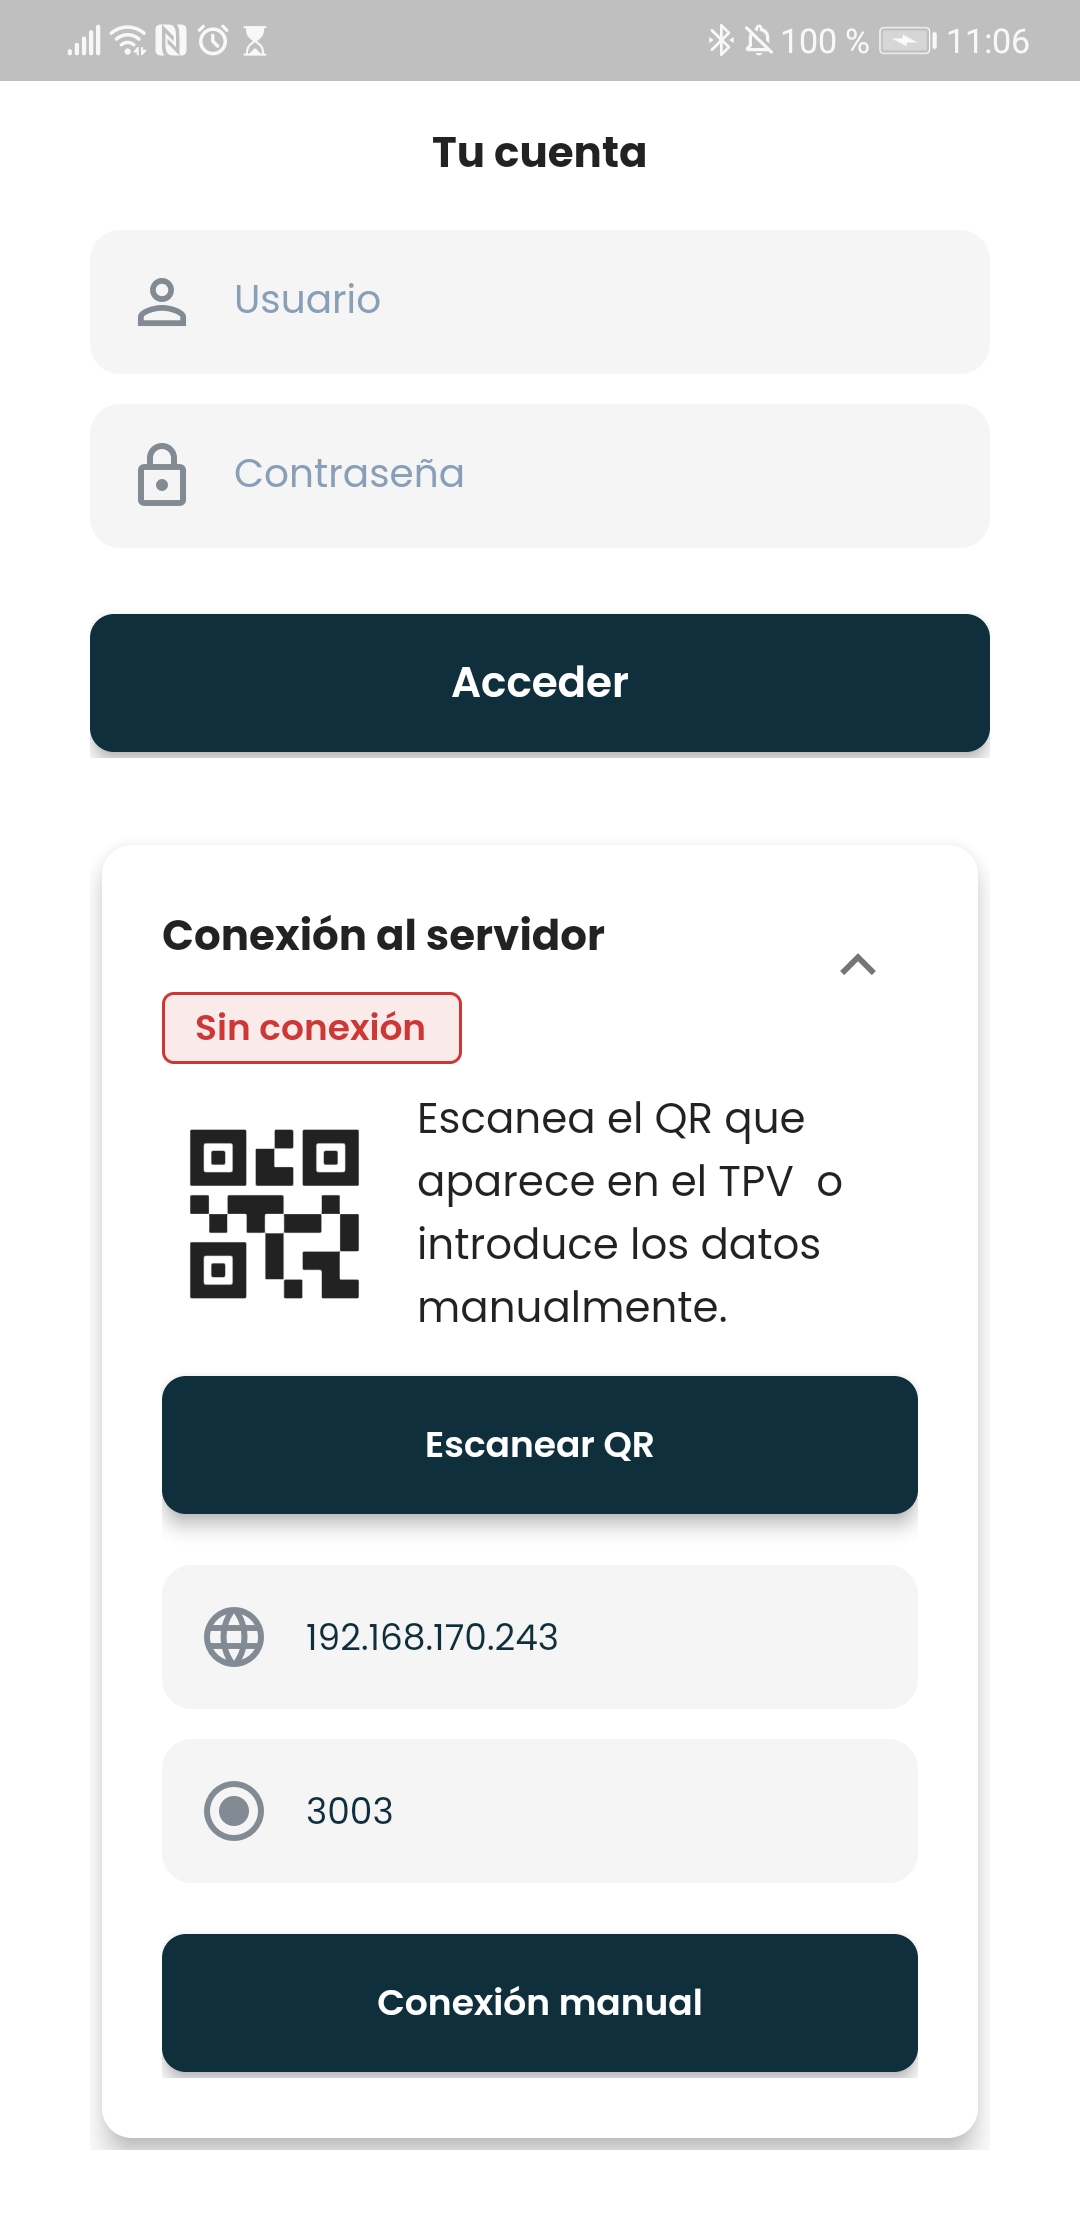 100 % 11:06
Tu cuenta
Usuario
Contraseña
Acceder
Conexión al servidor
Sin conexión
Escanea el QR que
aparece en el TPV  o
introduce los datos
manualmente.
Escanear QR
192.168.170.243
3003
Conexión manual